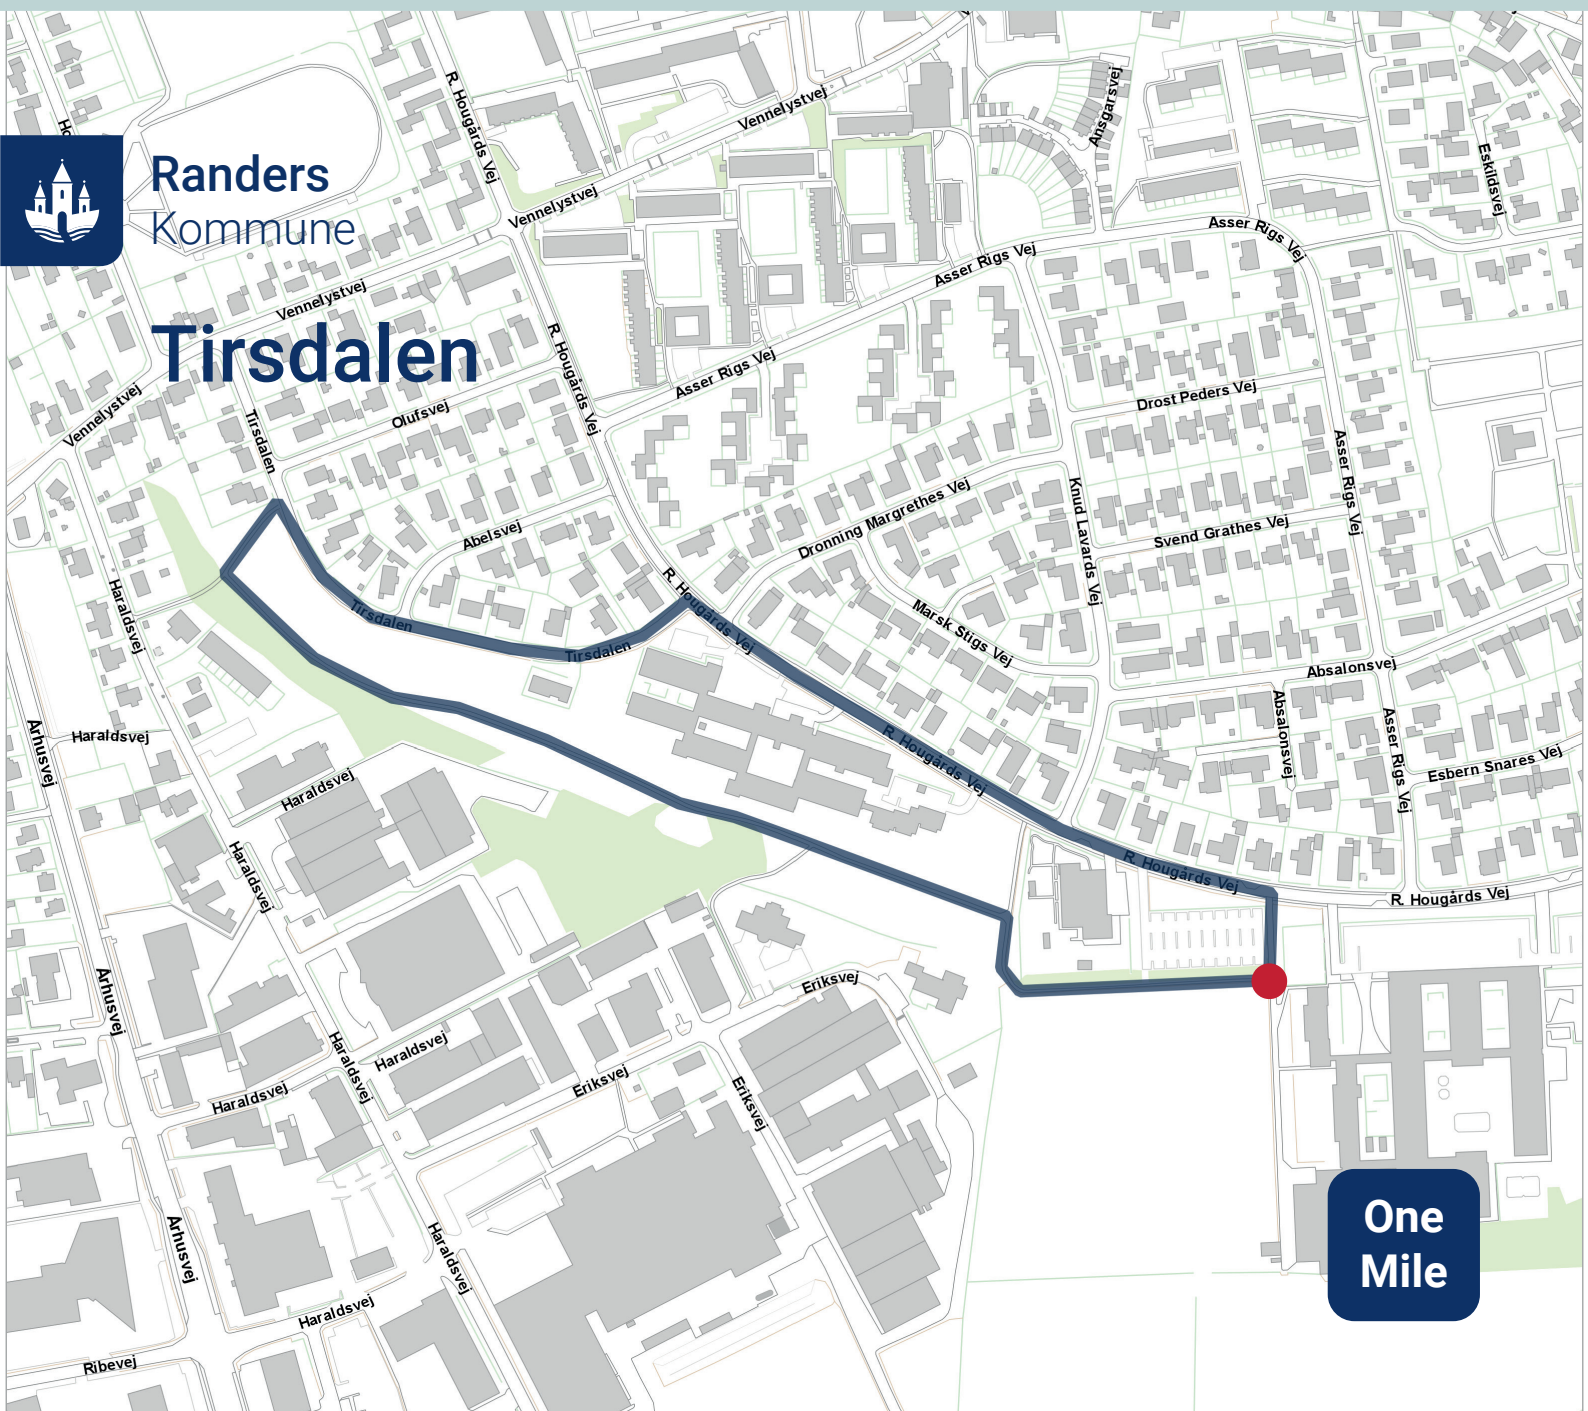 R. Hougårds Vej
Vennelystvej
Ansgarsvej
Eskildsvej
Randers
Kommune
Vennelystvej
Asser Rigs Vej
Asser Rigs Vej
Vennelystvej
Tirsdalen
R. Hougårds Vej
Asser Rigs Vej
Drost Peders Vej
Vennelystvej
Tirsdalen
Olufsvej
Asser Rigs Vej
Knud Lavards Vej
Dronning Margrethes Vej
Svend Grathes Vej
Abelsvej
Haraldsvej
Tirsdalen
Tirsdalen
R. Hougårds Vej
Marsk Stigs Vej
Absalonsvej
Absalonsvej
Asser Rigs Vej
Esbern Snares Vej
Århusvej
Haraldsvej
Haraldsvej
R. Hougårds Vej
Haraldsvej
R. Hougårds Vej
R. Hougårds Vej
Århusvej
Eriksvej
Haraldsvej
Haraldsvej
Haraldsvej
Eriksvej
Eriksvej
Århusvej
Haraldsvej
Haraldsvej
Ribevej
One
Mile